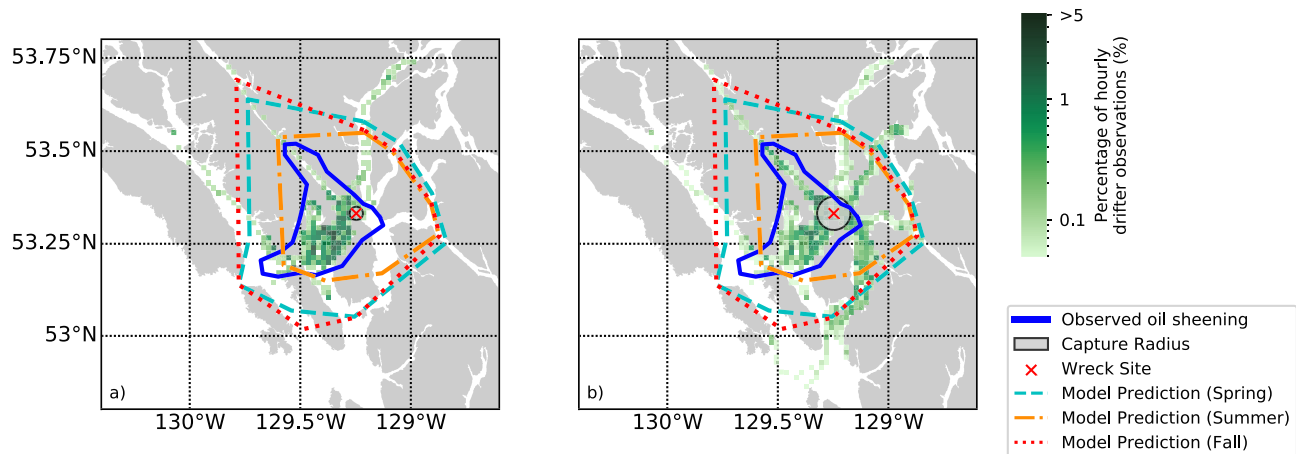 53.75°N
53.5°N
53.25°N
53°N
a)
130°W
129.5°W
129°W
b)
130°W
129.5°W
129°W
>5
1
0.1
Percentage of hourly
drifter observations (%)
Observed oil sheening
Capture Radius
Wreck Site
Model Prediction (Spring)
Model Prediction (Summer)
Model Prediction (Fall)